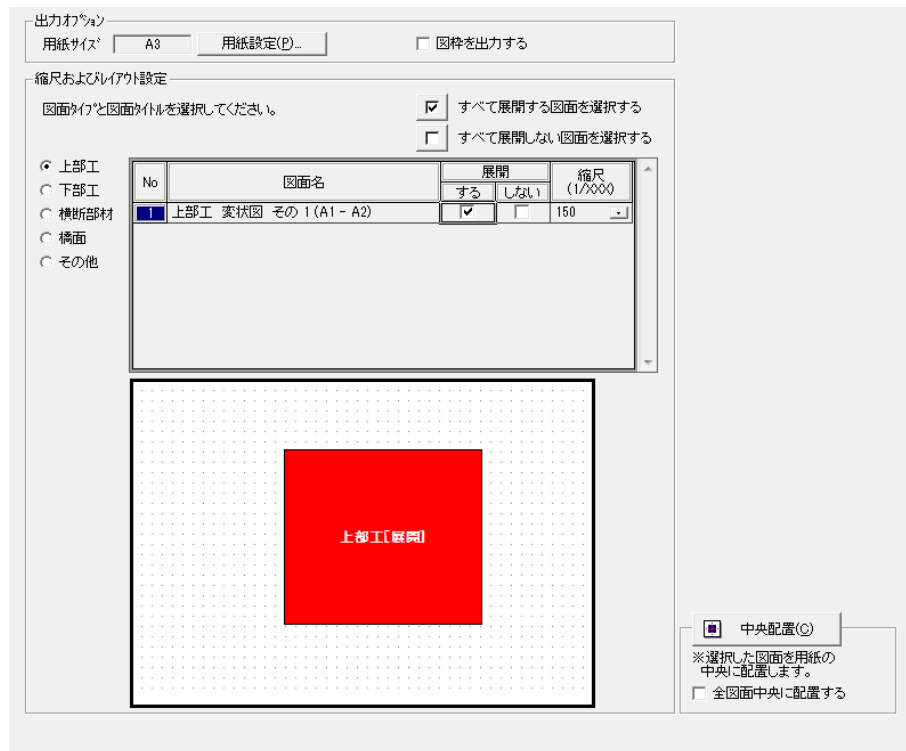 出力ｵﾌﾟｼｮﾝ
用紙ｻｲｽﾞ A3 用紙設定(P)... 図枠を出力する
縮尺およびﾚｲｱｳﾄ設定
図面ﾀｲﾌﾟと図面ﾀｲﾄﾙを選択してください。 すべて展開する図面を選択する
すべて展開しない図面を選択する
上部工
下部工
横断部材
橋面
その他
No 図面名 展開 縮尺
する しない (1/XXX)
1 上部工 変状図 その 1(A1 - A2) 150
上部工[展開]
中央配置(C)
※選択した図面を用紙の
中央に配置します。
全図面中央に配置する